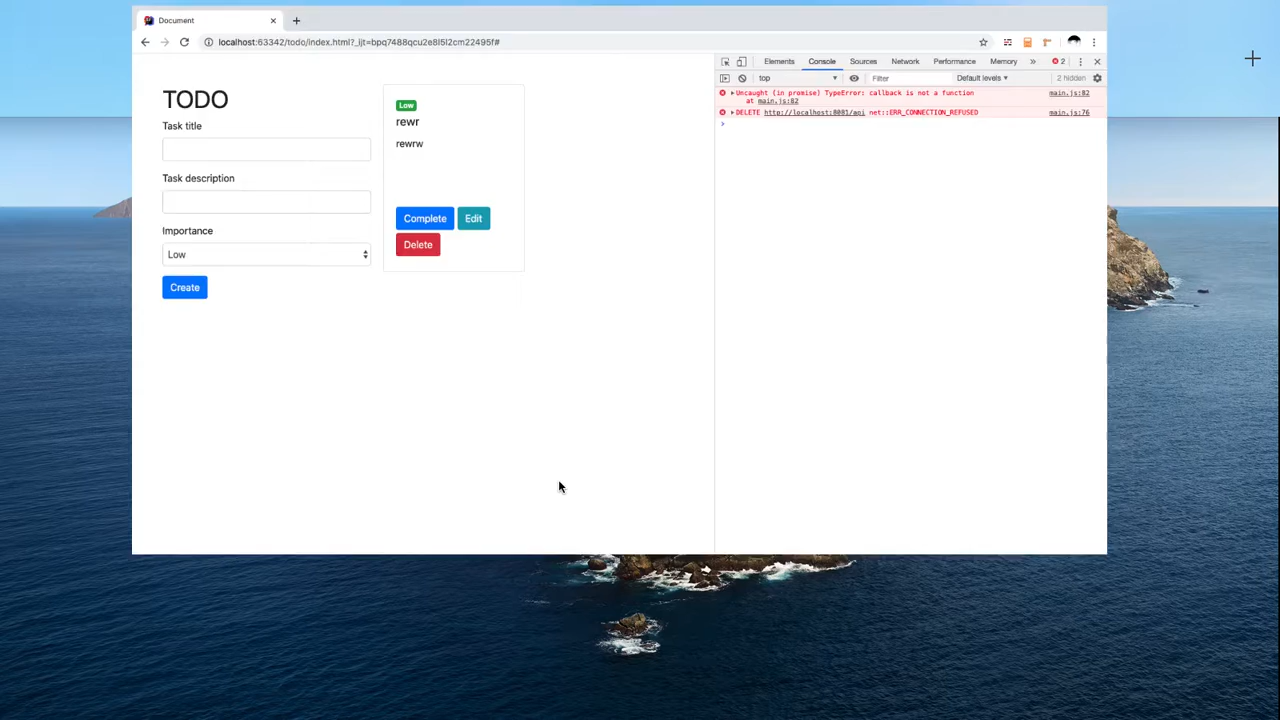 Document
localhost:63342/todo/index.html?_ijt=bpq7488qcu2e8l5l2cm22495f#
Elements Console Sources Network Performance Memory » 2
top Filter Default levels 2 hidden
Uncaught (in promise) TypeError: callback is not a function main.js:82
at main.js:82
DELETE http://localhost:8081/api net::ERR_CONNECTION_REFUSED main.js:76
TODO
Task title
Task description
Importance
Low
Create
Low
rewr
rewrw
Complete Edit
Delete